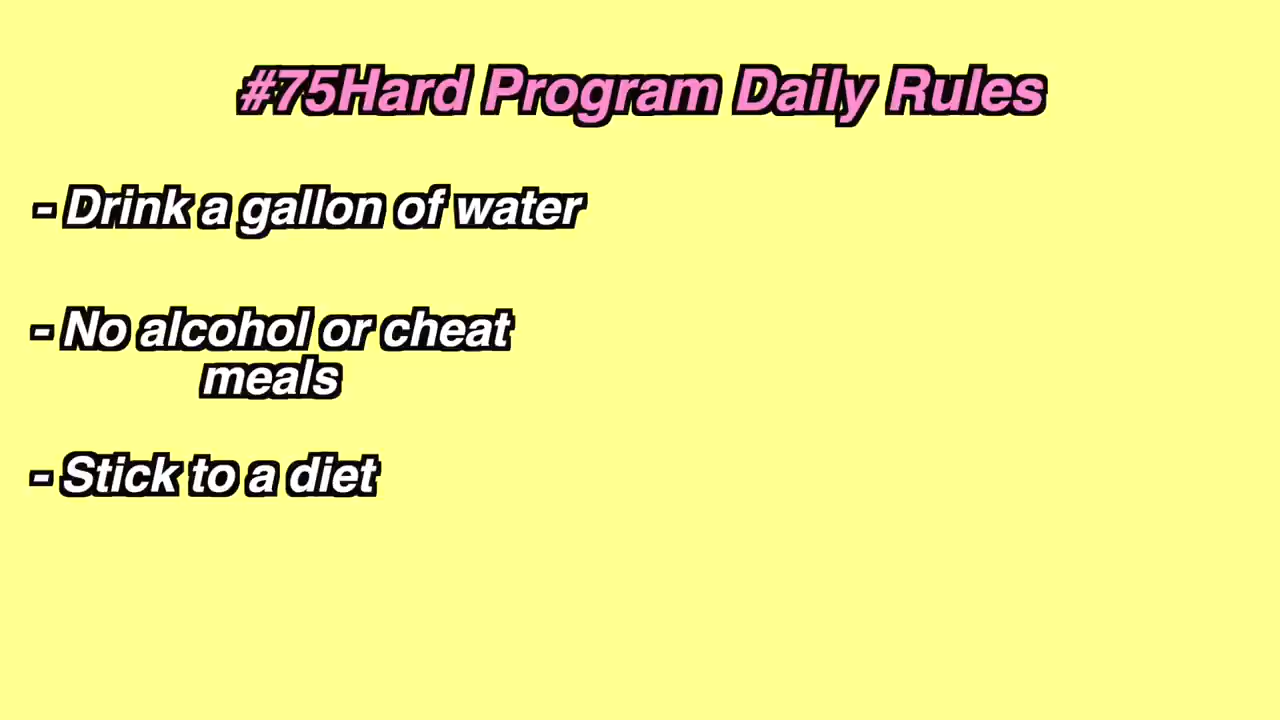 #75Hard Program Daily Rules
- Drink a gallon of water
- No alcohol or cheat
meals
- Stick to a diet